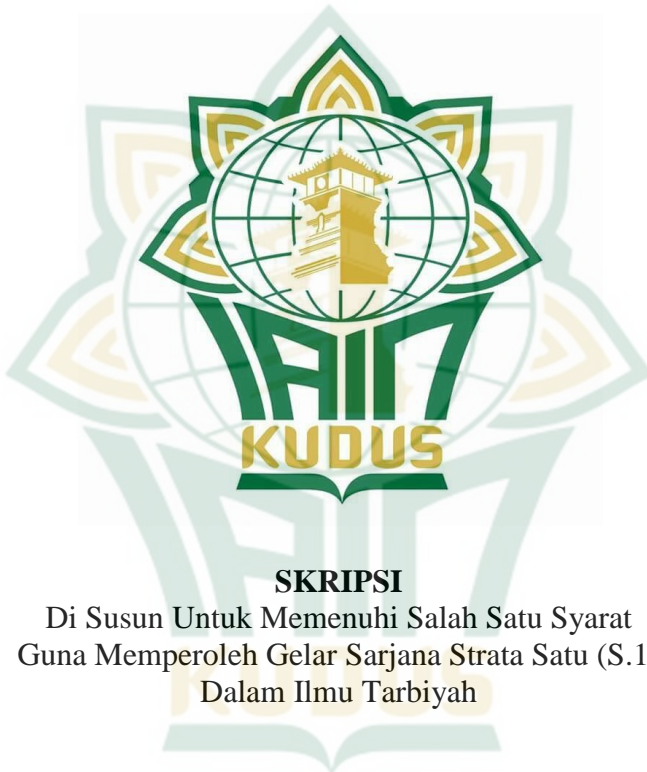 IAIN
KUDUS
SKRIPSI
Di Susun Untuk Memenuhi Salah Satu Syarat
Guna Memperoleh Gelar Sarjana Strata Satu (S.1
Dalam Ilmu Tarbiyah